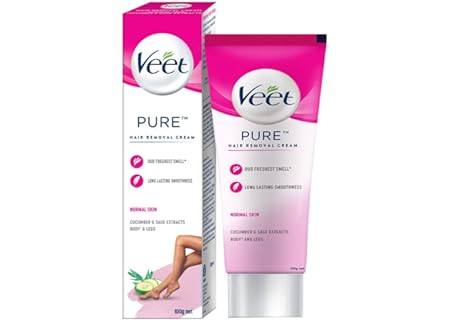 Veet
PURE™
HAIR REMOVAL CREAM
OUR FRESHEST SMELL*
LONG LASTING SMOOTHNESS
NORMAL SKIN
CUCUMBER & SAGE EXTRACTS
BODY & LEGS
100g net
Veet
PURE™
HAIR REMOVAL CREAM
OUR FRESHEST SMELL*
LONG LASTING SMOOTHNESS
NORMAL SKIN
CUCUMBER & SAGE EXTRACTS
BODY* AND LEGS
100g net